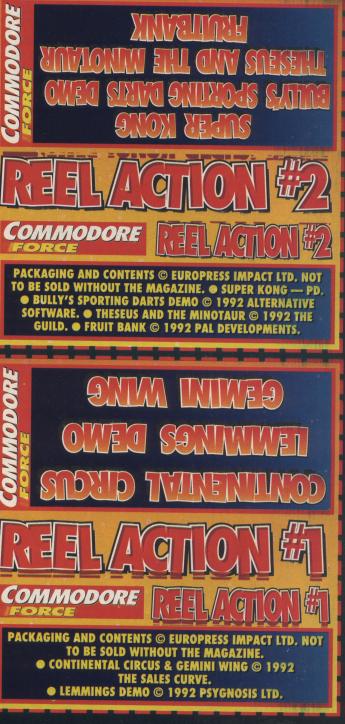 COMMODORE
FORCE
SUPER KONG
BULLY'S SPORTING DARTS DEMO
THESEUS AND THE MINOTAUR
FRUITBANK
REEL ACTION #2
COMMODORE
FORCE
REEL ACTION #2
PACKAGING AND CONTENTS © EUROPRESS IMPACT LTD. NOT
TO BE SOLD WITHOUT THE MAGAZINE. ● SUPER KONG — PD.
● BULLY'S SPORTING DARTS DEMO © 1992 ALTERNATIVE
SOFTWARE. ● THESEUS AND THE MINOTAUR © 1992 THE
GUILD. ● FRUIT BANK © 1992 PAL DEVELOPMENTS.
COMMODORE
FORCE
CONTINENTAL CIRCUS
LEMMINGS DEMO
GEMINI WING
REEL ACTION #1
COMMODORE
FORCE
REEL ACTION #1
PACKAGING AND CONTENTS © EUROPRESS IMPACT LTD. NOT
TO BE SOLD WITHOUT THE MAGAZINE.
● CONTINENTAL CIRCUS & GEMINI WING © 1992
THE SALES CURVE.
● LEMMINGS DEMO © 1992 PSYGNOSIS LTD.